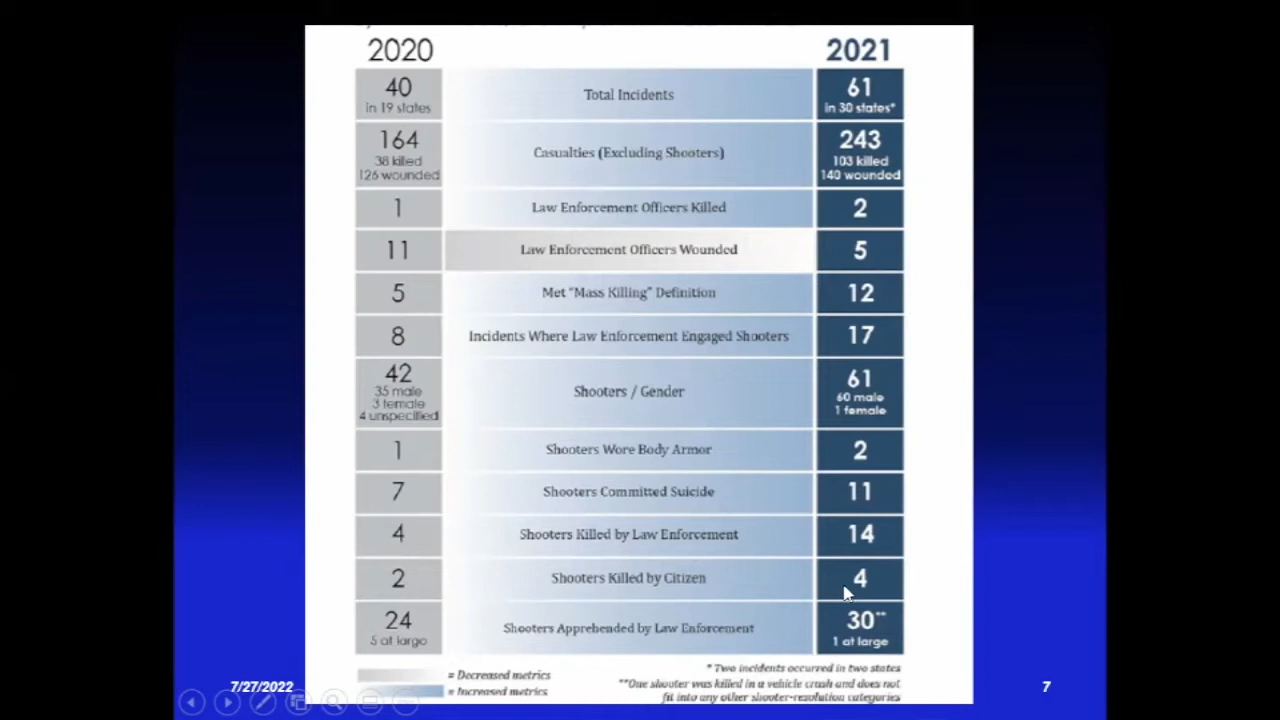 2020 2021
40 Total Incidents 61
in 19 states in 30 states*
164 Casualties (Excluding Shooters) 243
38 killed 103 killed
126 wounded 140 wounded
1 Law Enforcement Officers Killed 2
11 Law Enforcement Officers Wounded 5
5 Met "Mass Killing" Definition 12
8 Incidents Where Law Enforcement Engaged Shooters 17
42 Shooters / Gender 61
35 male 60 male
3 female 1 female
4 unspecified
1 Shooters Wore Body Armor 2
7 Shooters Committed Suicide 11
4 Shooters Killed by Law Enforcement 14
2 Shooters Killed by Citizen 4
24 Shooters Apprehended by Law Enforcement 30**
5 at large 1 at large
= Decreased metrics
= Increased metrics
* Two incidents occurred in two states
**One shooter was killed in a vehicle crash and does not
fit into any other shooter-resolution categories
7/27/2022 7